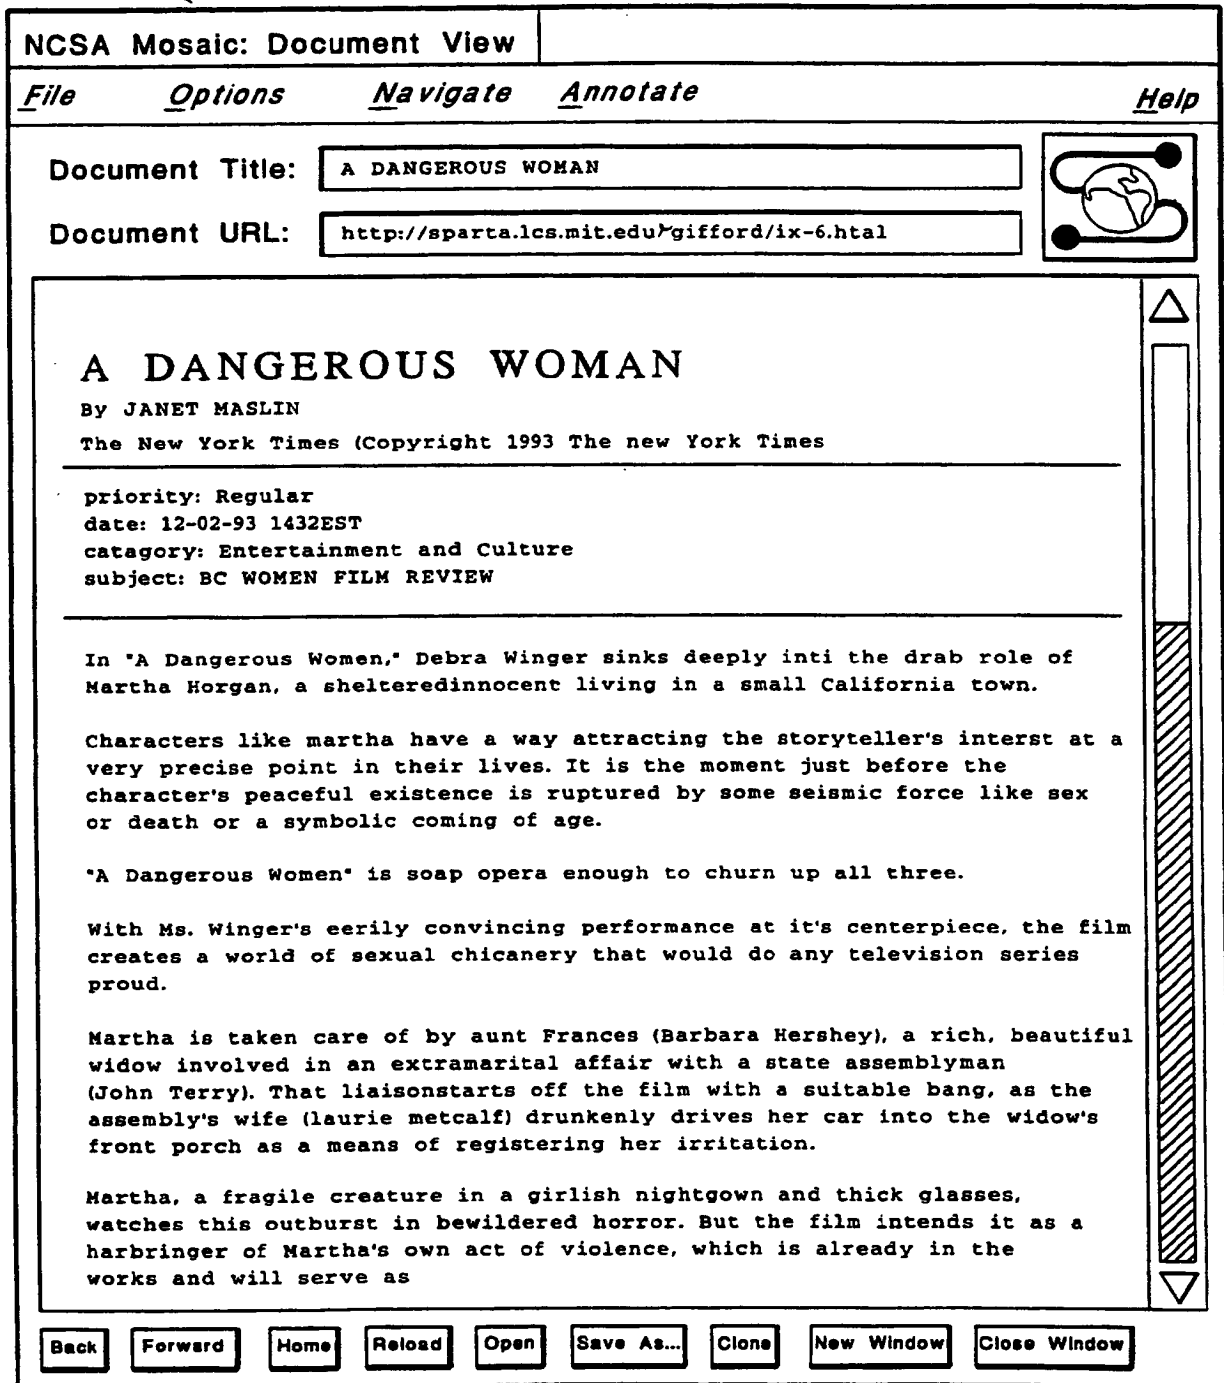 NCSA Mosaic: Document View
File Options Navigate Annotate Help
Document Title: A DANGEROUS WOMAN
Document URL: http://sparta.lcs.mit.edu/~gifford/ix-6.htal
A DANGEROUS WOMAN
By JANET MASLIN
The New York Times (Copyright 1993 The new York Times
priority: Regular
date: 12-02-93 1432EST
catagory: Entertainment and Culture
subject: BC WOMEN FILM REVIEW
In "A Dangerous Women," Debra Winger sinks deeply inti the drab role of
Martha Horgan, a shelteredinnocent living in a small California town.
Characters like martha have a way attracting the storyteller's interst at a
very precise point in their lives. It is the moment just before the
character's peaceful existence is ruptured by some seismic force like sex
or death or a symbolic coming of age.
"A Dangerous Women" is soap opera enough to churn up all three.
With Ms. Winger's eerily convincing performance at it's centerpiece, the film
creates a world of sexual chicanery that would do any television series
proud.
Martha is taken care of by aunt Frances (Barbara Hershey), a rich, beautiful
widow involved in an extramarital affair with a state assemblyman
(John Terry). That liaisonstarts off the film with a suitable bang, as the
assembly's wife (laurie metcalf) drunkenly drives her car into the widow's
front porch as a means of registering her irritation.
Martha, a fragile creature in a girlish nightgown and thick glasses,
watches this outburst in bewildered horror. But the film intends it as a
harbringer of Martha's own act of violence, which is already in the
works and will serve as
Back Forward Home Reload Open Save As... Clone New Window Close Window